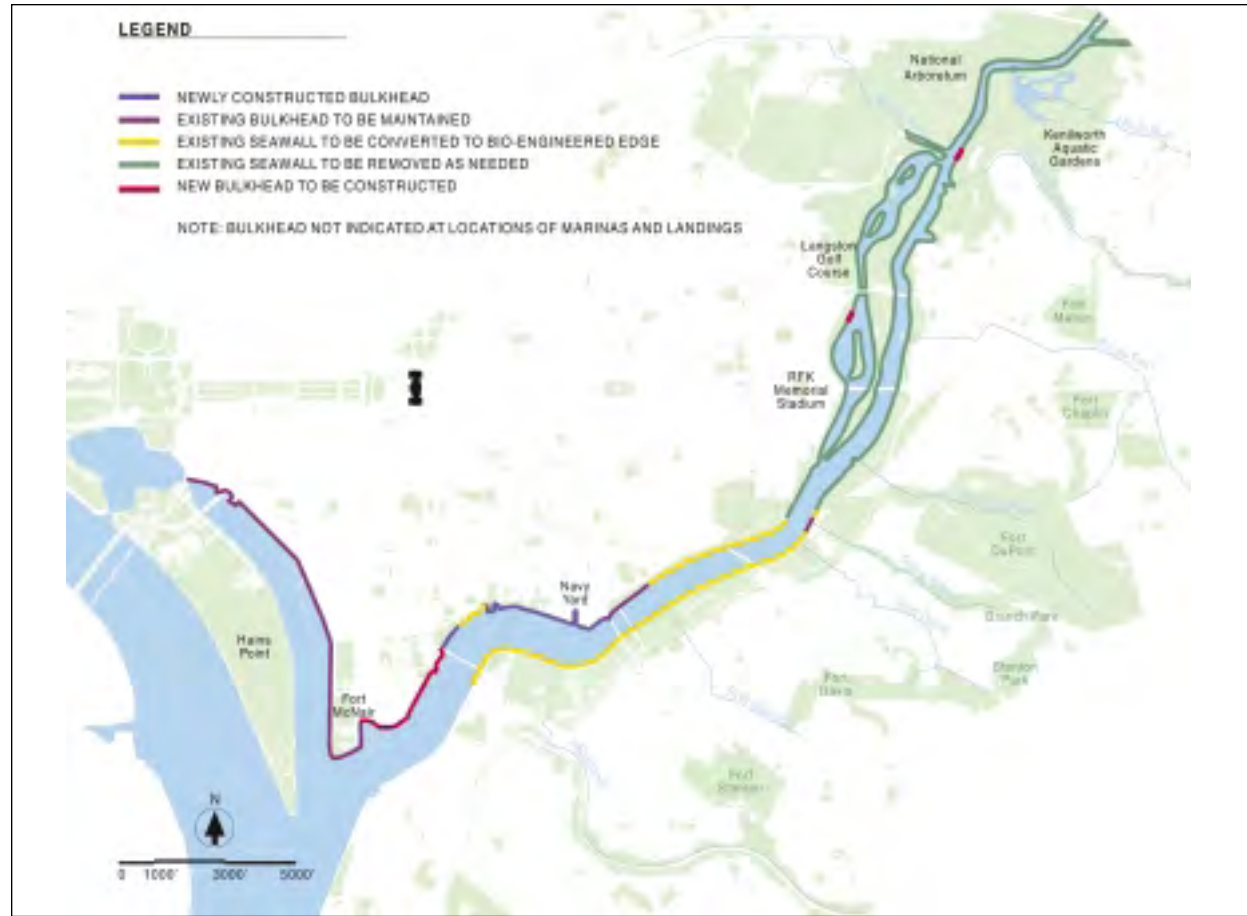 LEGEND
NEWLY CONSTRUCTED BULKHEAD
EXISTING BULKHEAD TO BE MAINTAINED
EXISTING SEAWALL TO BE CONVERTED TO BIO-ENGINEERED EDGE
EXISTING SEAWALL TO BE REMOVED AS NEEDED
NEW BULKHEAD TO BE CONSTRUCTED
NOTE: BULKHEAD NOT INDICATED AT LOCATIONS OF MARINAS AND LANDINGS
National
Arboretum
Kenilworth
Aquatic
Gardens
Langston
Golf
Course
Fort
RFK
Memorial
Stadium
Fort
Chaplin
Fort
DuPont
Navy
Yard
Hains
Point
Fort
McNair
Fort
Davis
Park
Fort
Stanton
N
0 1000' 3000' 5000'